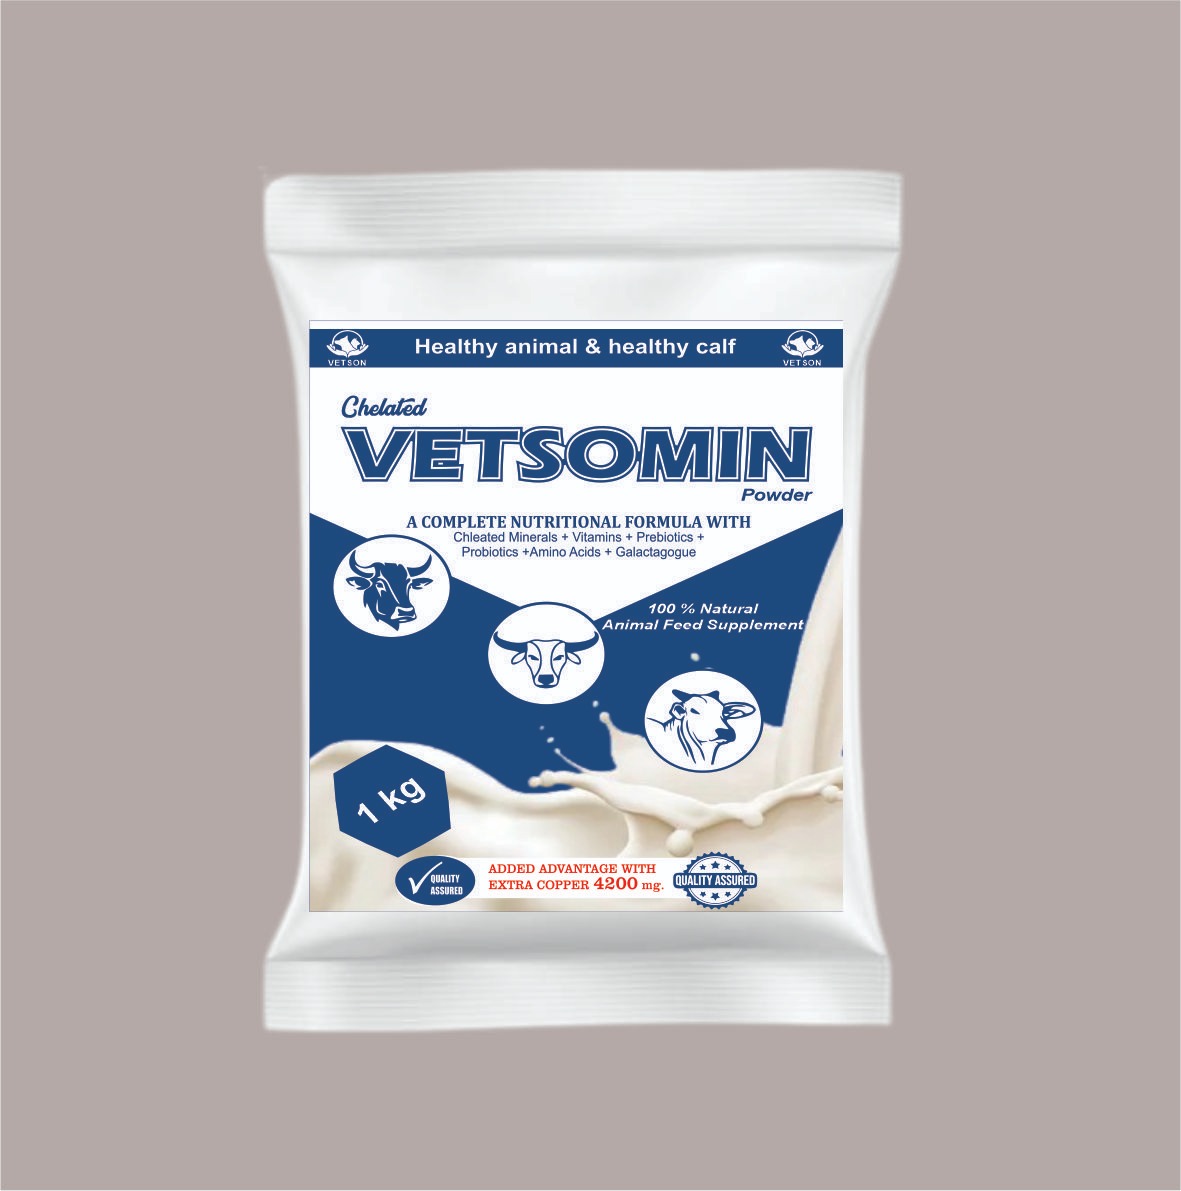 VETSON
Healthy animal & healthy calf
VETSON
Chelated
VETSOMIN
Powder
A COMPLETE NUTRITIONAL FORMULA WITH
Chleated Minerals + Vitamins + Prebiotics +
Probiotics +Amino Acids + Galactagogue
100 % Natural
Animal Feed Supplement
1 kg
QUALITY
ASSURED
ADDED ADVANTAGE WITH
EXTRA COPPER 4200 mg.
QUALITY ASSURED